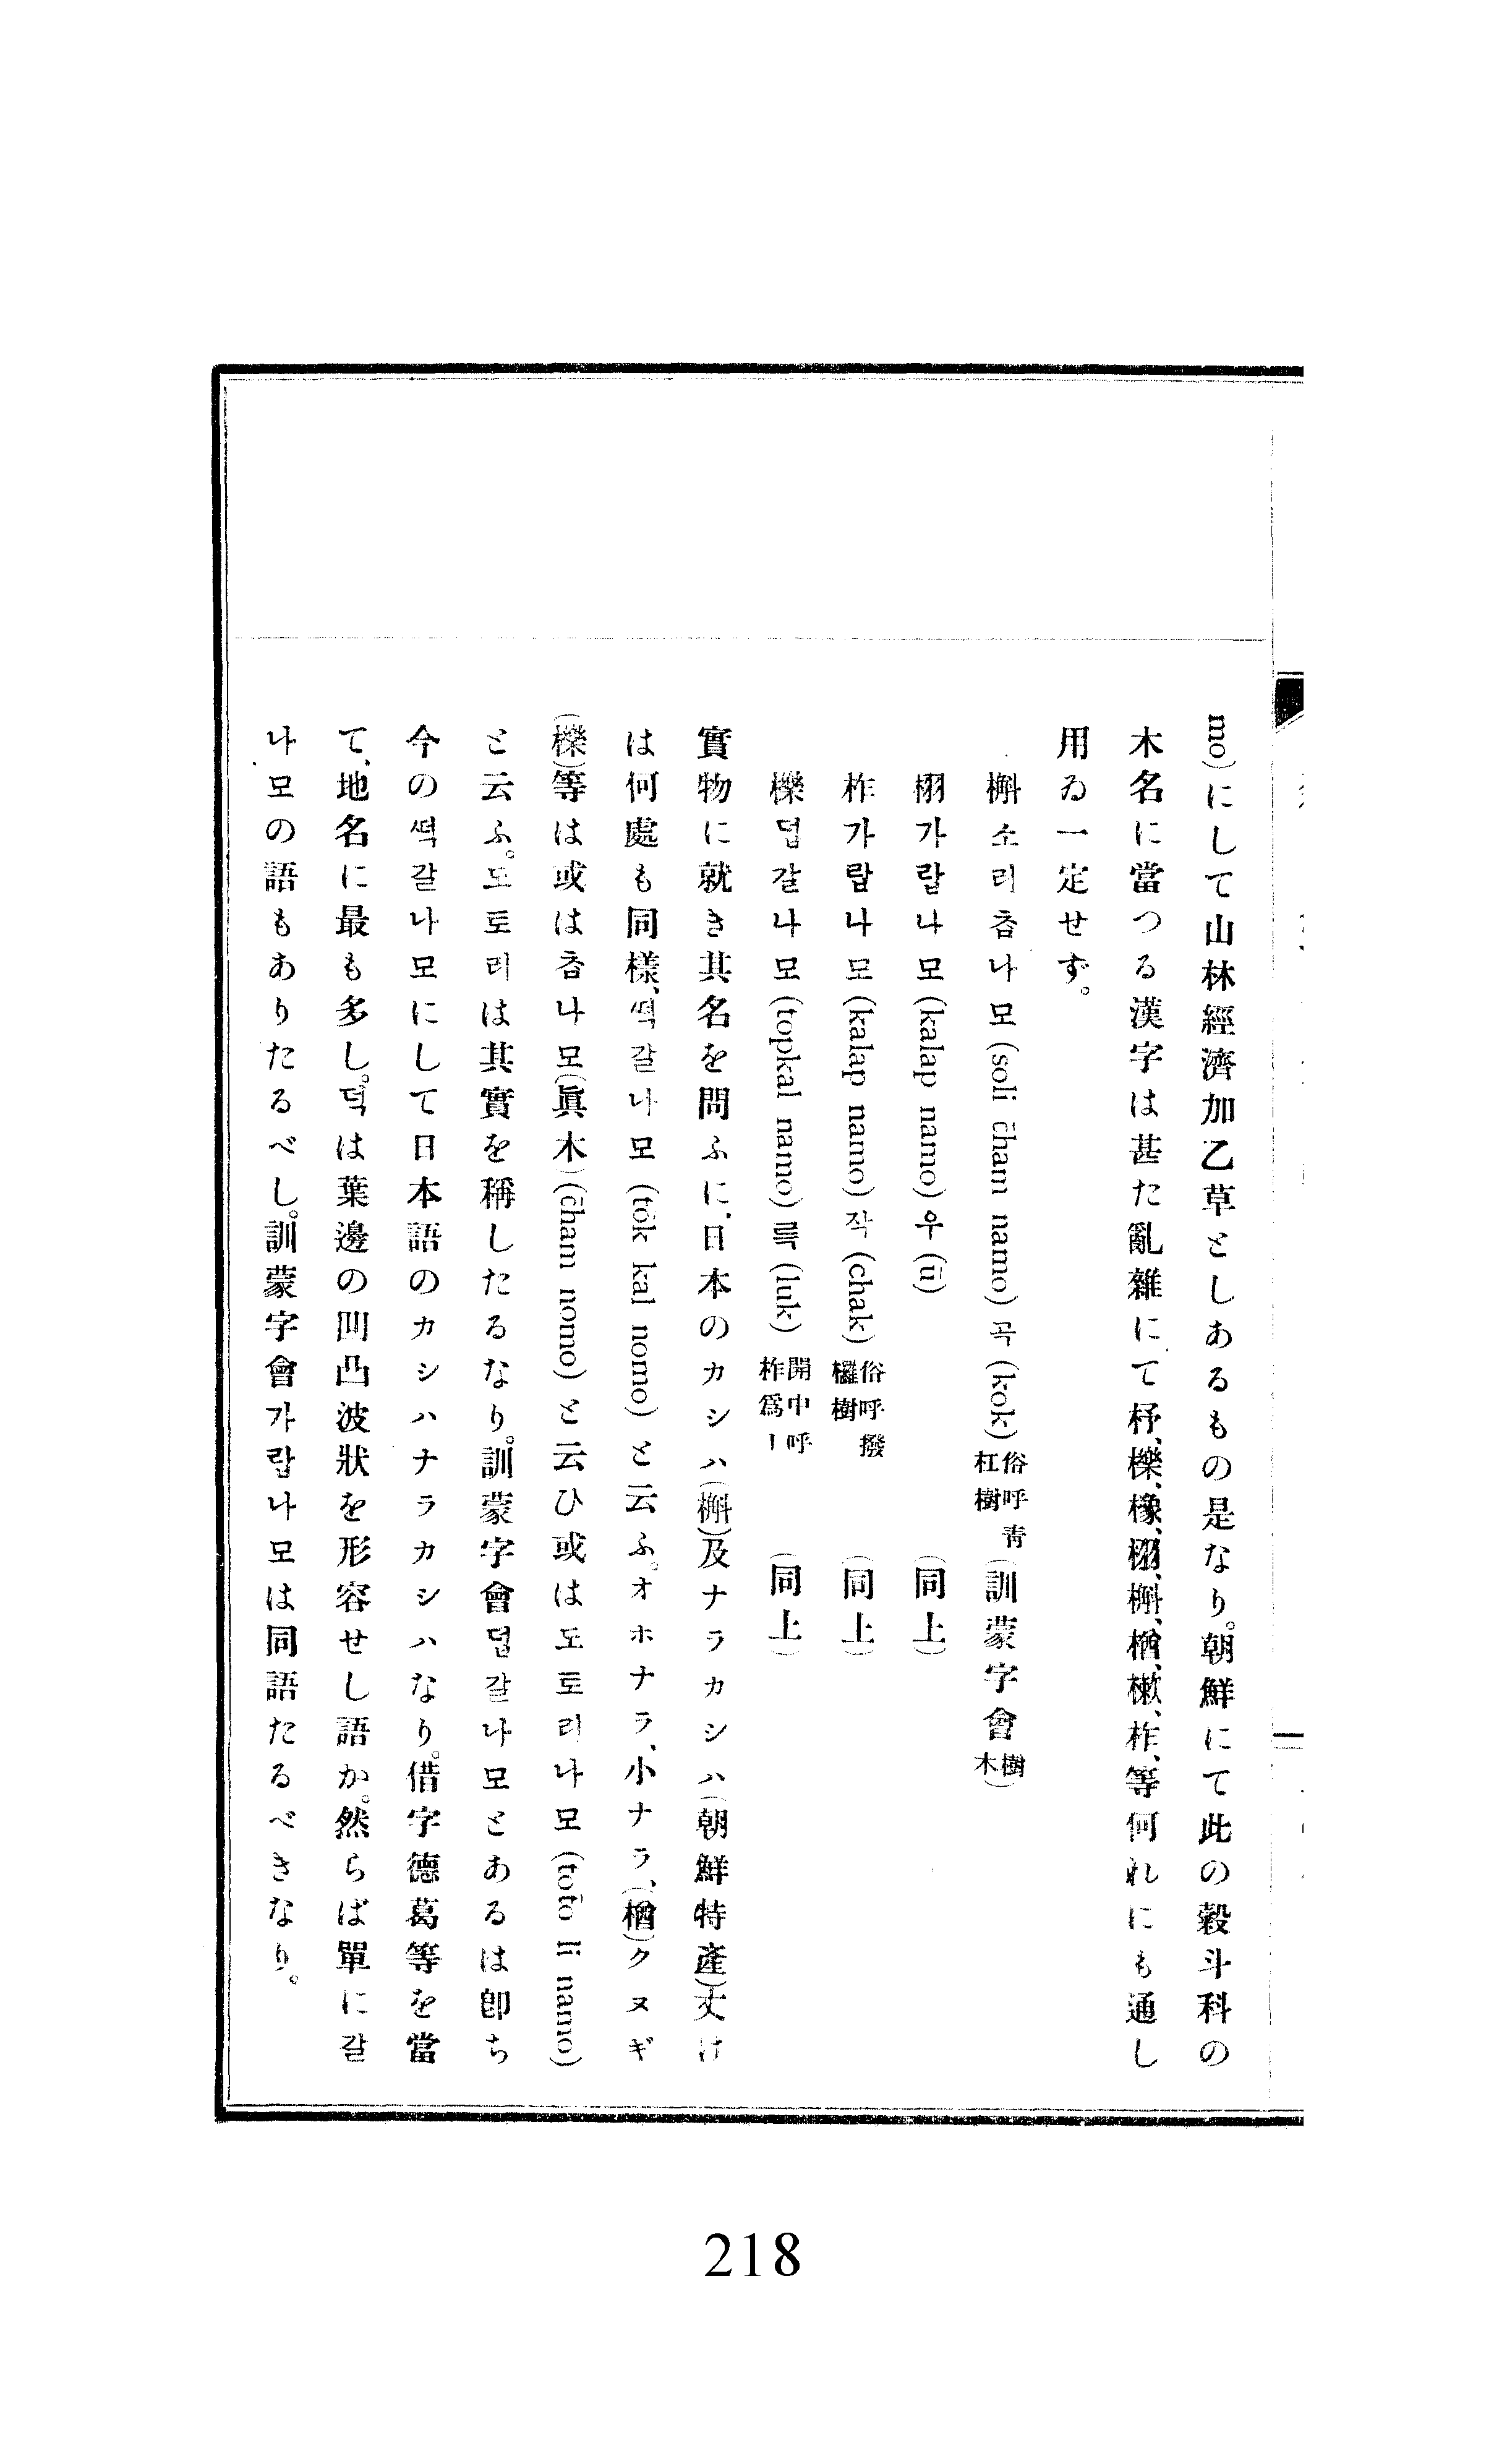 mo)にして山林經濟加乙草としあるもの是なり。朝鮮にて此の穀斗科の
木名に當つる漢字は甚た亂雜にて杼、櫟、橡、栩、槲、楢、樕、柞、等何れにも通し
用ゐ一定せず。
槲소리참나모(soli čham namo)곡(kok)俗呼青杠樹(訓蒙字會樹木)
栩가랍나모(kalap namo)우(u)(同上)
柞가랍나모(kalap namo)작(chak)俗呼撥欏樹(同上)
櫟덥갈나모(topkal namo)륵(luk)開中呼柞爲ー(同上)
實物に就き其名を問ふに、日本のカシハ(槲)及ナラカシハ(朝鮮特產)丈け
は何處も同樣、떡갈나모(tók kal nomo)と云ふ。オホナラ、小ナラ、(楢)クヌギ
(櫟)等は或は참나모(眞木)(čham nomo)と云ひ或は도토리나모(toťo li namo)
と云ふ。도토리は其實を稱したるなり。訓蒙字會덥갈나모とあるは卽ち
今の떡갈나모にして日本語のカシハナラカシハなり。借字德葛等を當
て、地名に最も多し。덕は葉邊の凹凸波狀を形容せし語か。然らば單に갈
나모の語もありたるべし。訓蒙字會가랍나모は同語たるべきなり。
218